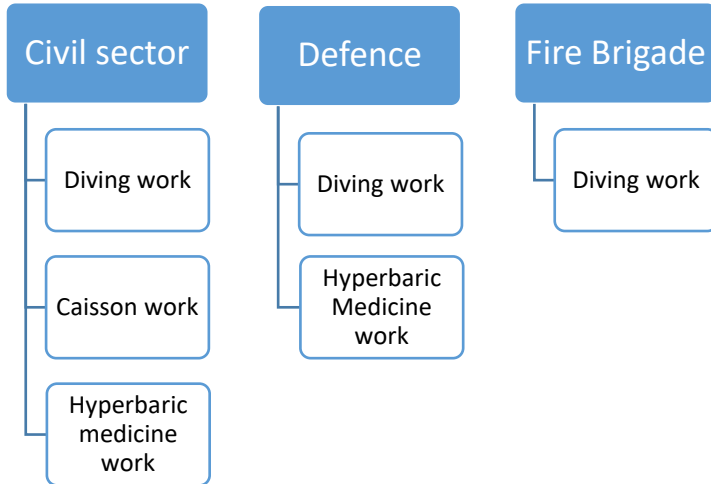 Civil sector
Diving work
Caisson work
Hyperbaric
medicine
work
Defence
Diving work
Hyperbaric
Medicine
work
Fire Brigade
Diving work